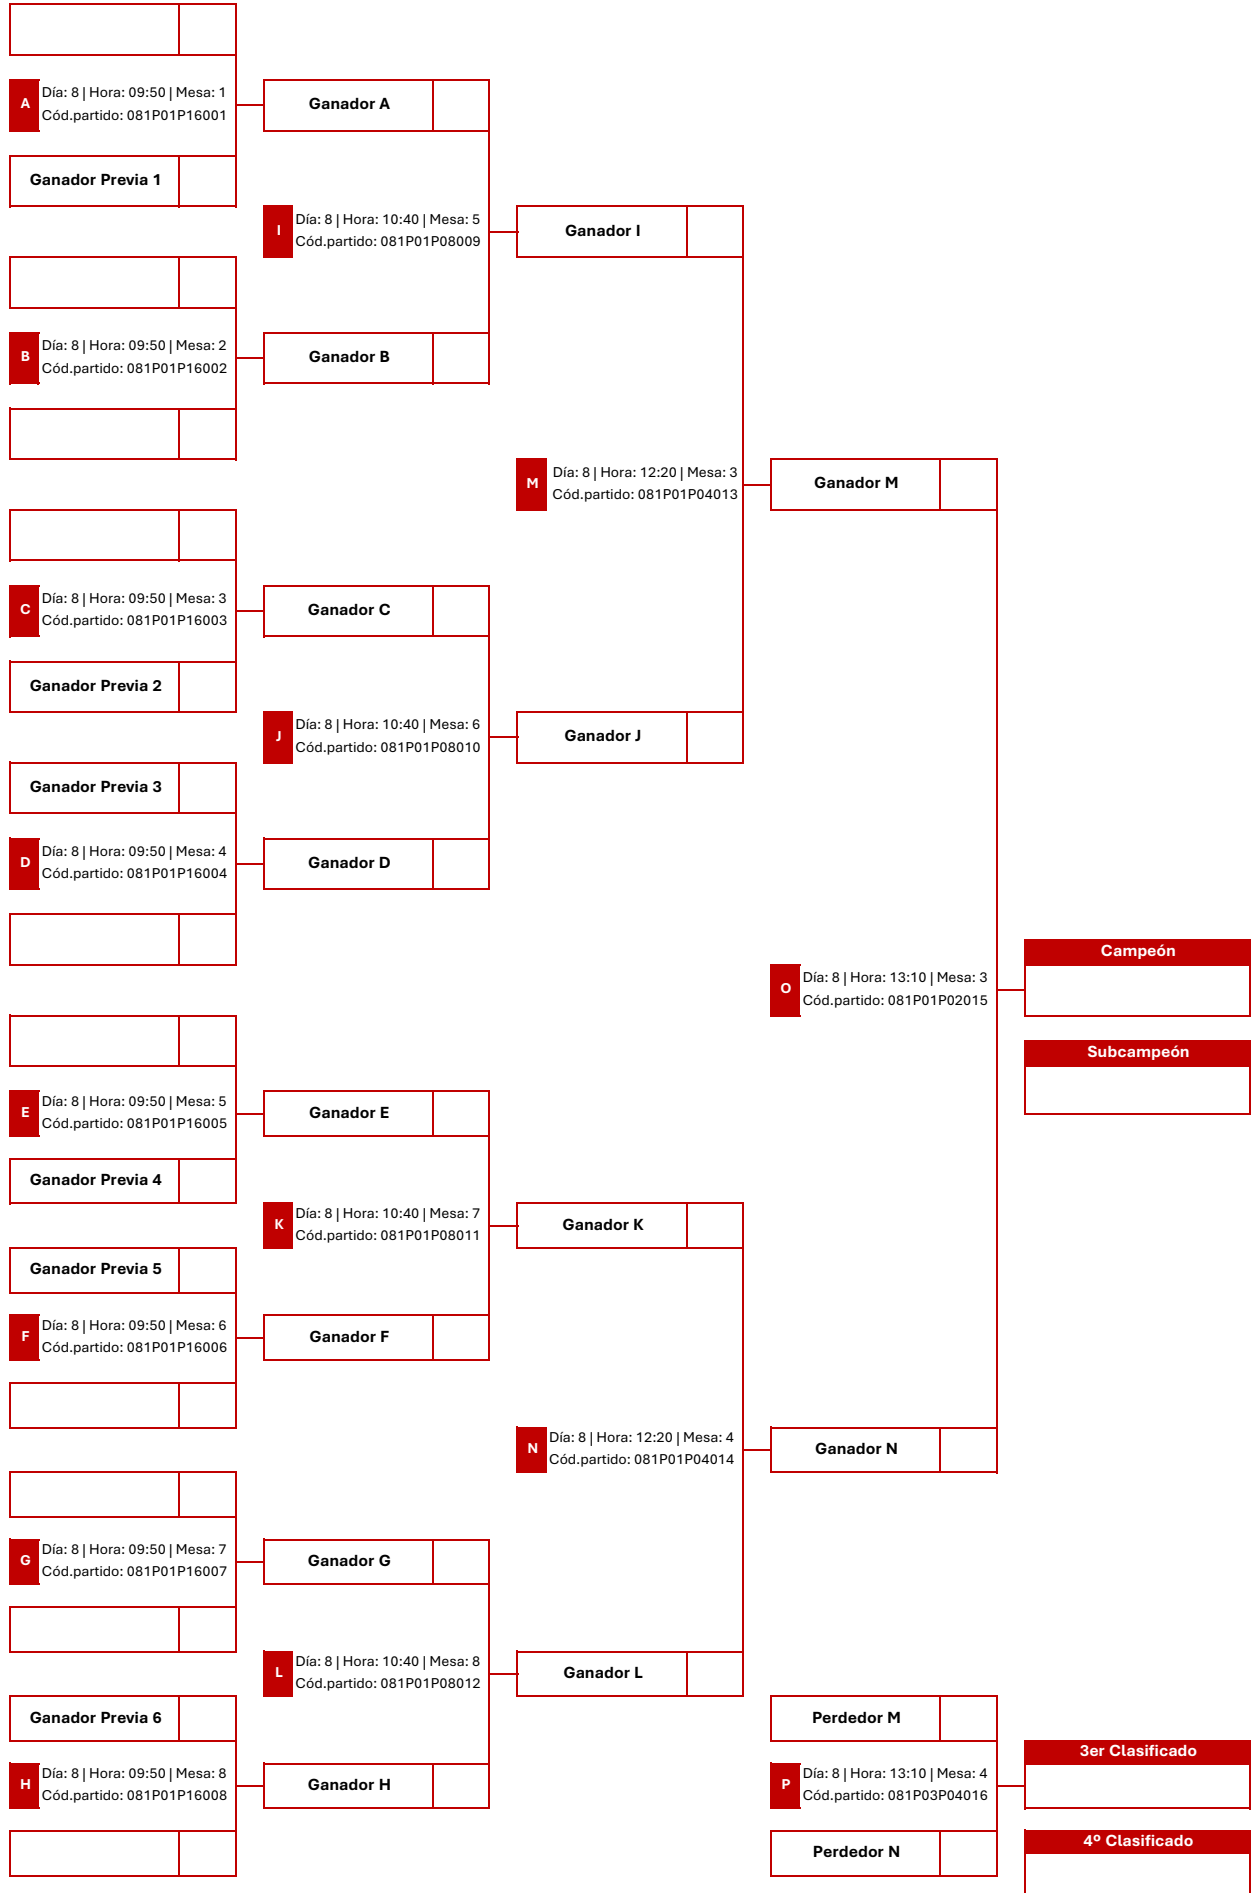 A
Día: 8 | Hora: 09:50 | Mesa: 1
Cód.partido: 081P01P16001
Ganador Previa 1
B
Día: 8 | Hora: 09:50 | Mesa: 2
Cód.partido: 081P01P16002
C
Día: 8 | Hora: 09:50 | Mesa: 3
Cód.partido: 081P01P16003
Ganador Previa 2
Ganador Previa 3
D
Día: 8 | Hora: 09:50 | Mesa: 4
Cód.partido: 081P01P16004
E
Día: 8 | Hora: 09:50 | Mesa: 5
Cód.partido: 081P01P16005
Ganador Previa 4
Ganador Previa 5
F
Día: 8 | Hora: 09:50 | Mesa: 6
Cód.partido: 081P01P16006
G
Día: 8 | Hora: 09:50 | Mesa: 7
Cód.partido: 081P01P16007
Ganador Previa 6
H
Día: 8 | Hora: 09:50 | Mesa: 8
Cód.partido: 081P01P16008
Ganador A
I
Día: 8 | Hora: 10:40 | Mesa: 5
Cód.partido: 081P01P08009
Ganador B
Ganador C
J
Día: 8 | Hora: 10:40 | Mesa: 6
Cód.partido: 081P01P08010
Ganador D
Ganador E
K
Día: 8 | Hora: 10:40 | Mesa: 7
Cód.partido: 081P01P08011
Ganador F
Ganador G
L
Día: 8 | Hora: 10:40 | Mesa: 8
Cód.partido: 081P01P08012
Ganador H
Ganador I
M
Día: 8 | Hora: 12:20 | Mesa: 3
Cód.partido: 081P01P04013
Ganador J
Ganador K
N
Día: 8 | Hora: 12:20 | Mesa: 4
Cód.partido: 081P01P04014
Ganador L
Ganador M
O
Día: 8 | Hora: 13:10 | Mesa: 3
Cód.partido: 081P01P02015
Ganador N
Perdedor M
P
Día: 8 | Hora: 13:10 | Mesa: 4
Cód.partido: 081P03P04016
Perdedor N
Campeón
Subcampeón
3er Clasificado
4º Clasificado